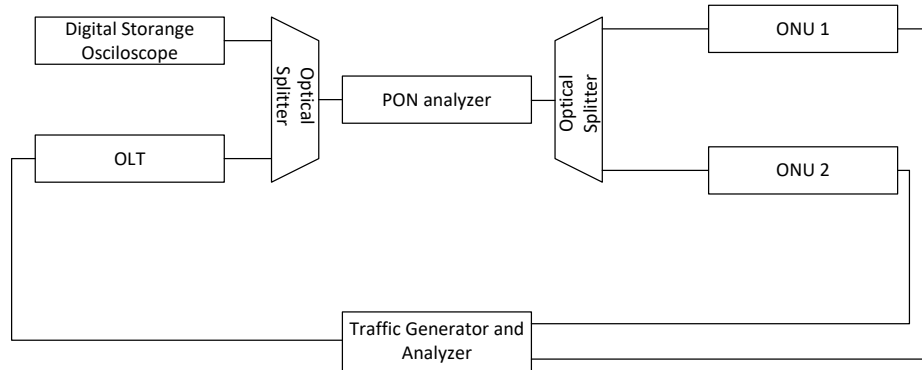 Digital Storange
Osciloscope
Optical
Splitter
PON analyzer
Optical
Splitter
ONU 1
OLT
ONU 2
Traffic Generator and
Analyzer